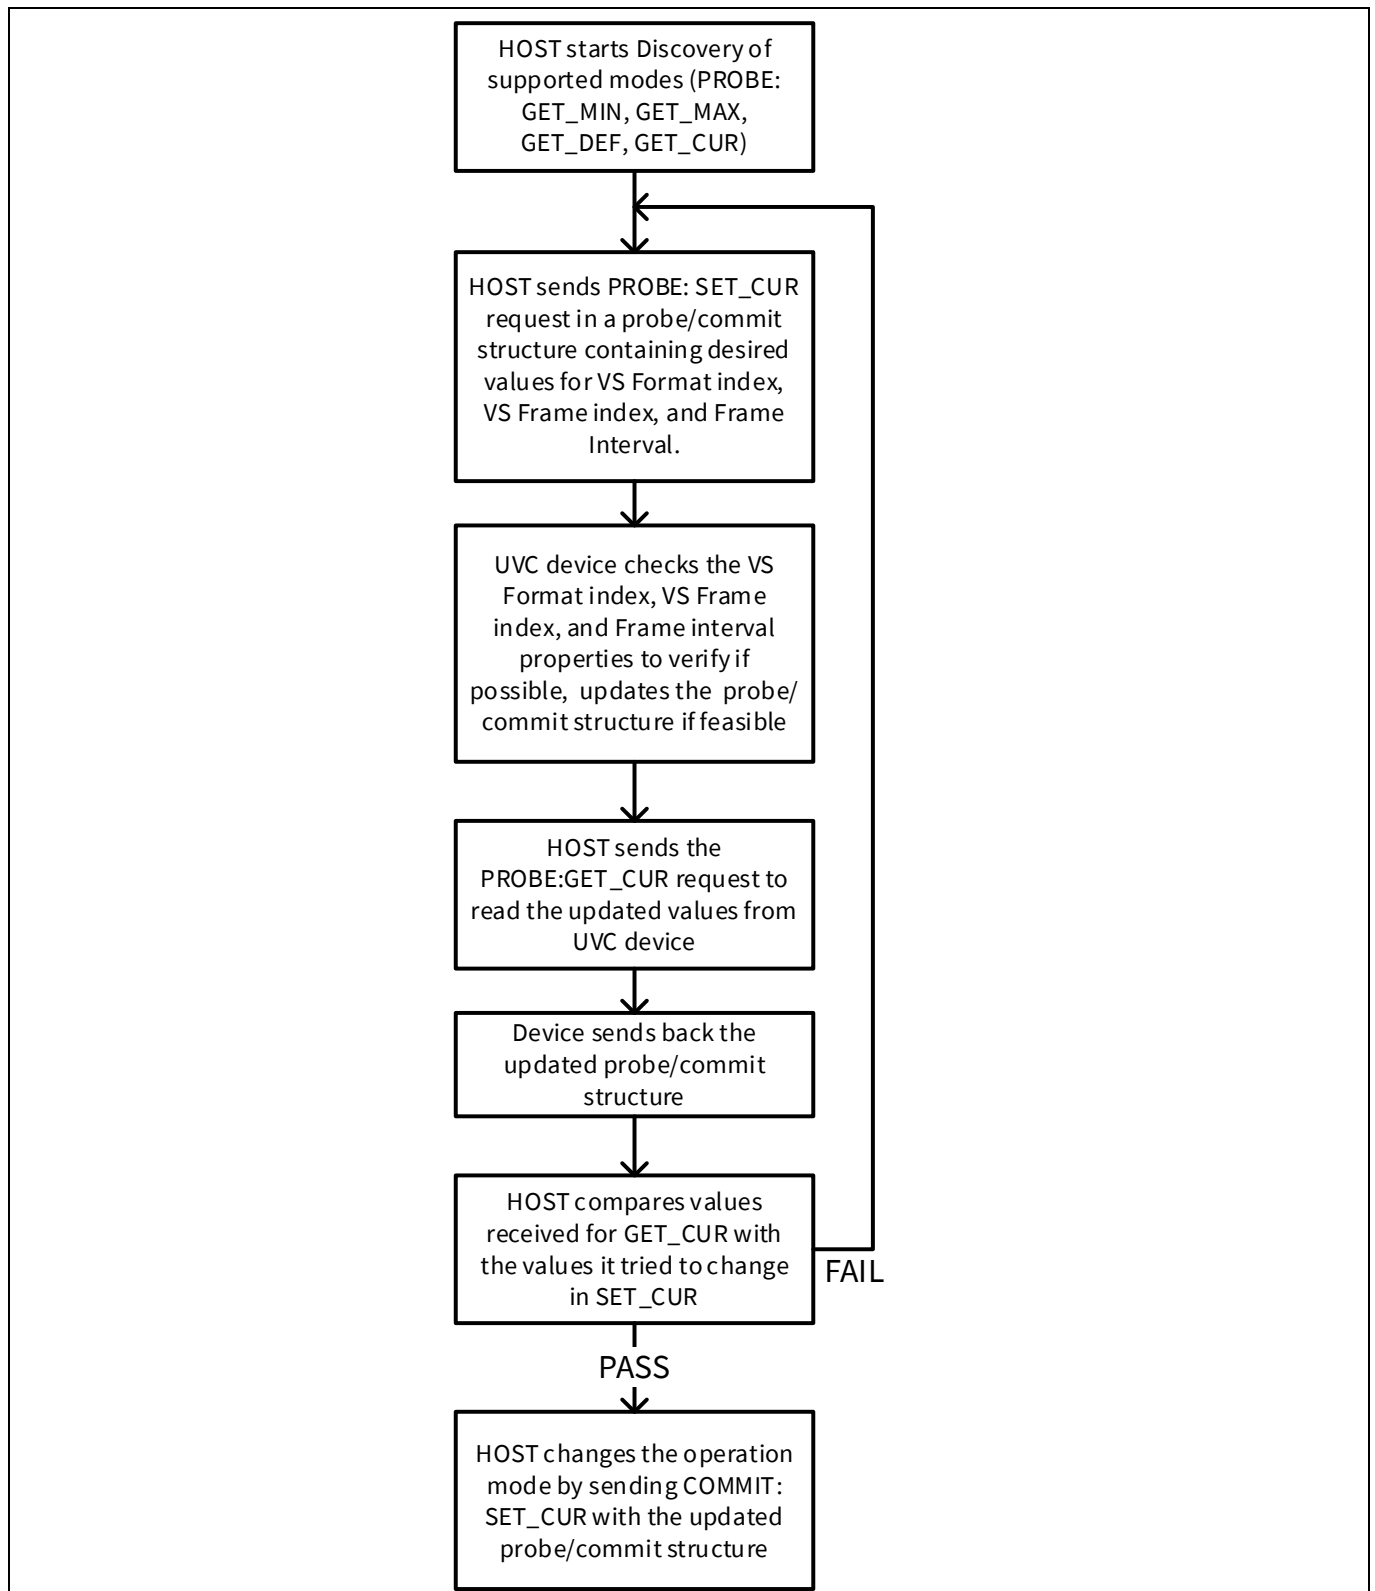 HOST starts Discovery of
supported modes (PROBE:
GET_MIN, GET_MAX,
GET_DEF, GET_CUR)
HOST sends PROBE: SET_CUR
request in a probe/commit
structure containing desired
values for VS Format index,
VS Frame index, and Frame
Interval.
UVC device checks the VS
Format index, VS Frame
index, and Frame interval
properties to verify if
possible, updates the probe/
commit structure if feasible
HOST sends the
PROBE:GET_CUR request to
read the updated values from
UVC device
Device sends back the
updated probe/commit
structure
HOST compares values
received for GET_CUR with
the values it tried to change
in SET_CUR
FAIL
PASS
HOST changes the operation
mode by sending COMMIT:
SET_CUR with the updated
probe/commit structure